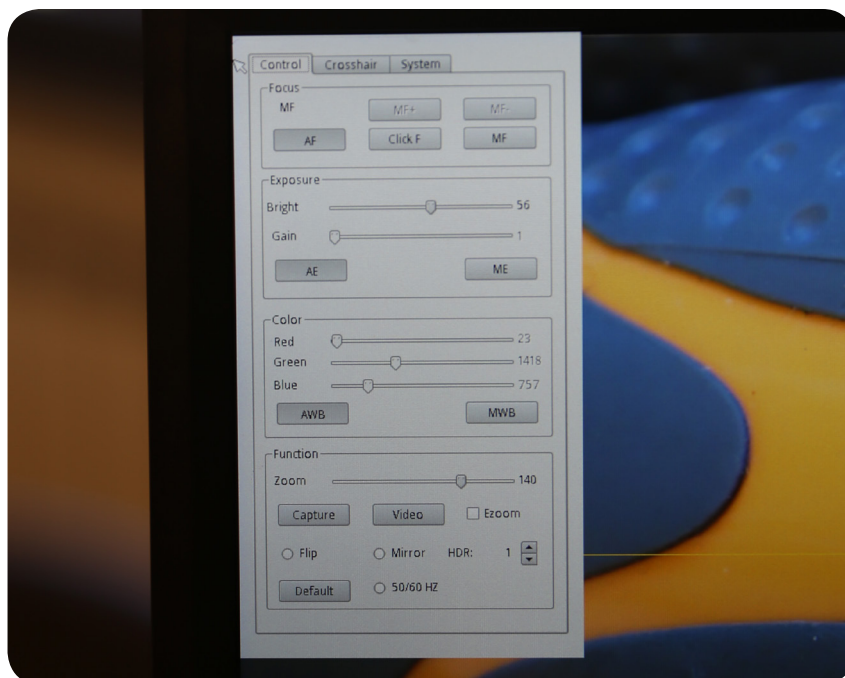 Control Crosshair System
Focus
MF MF+ MF-
AF Click F MF
Exposure
Bright 56
Gain 1
AE ME
Color
Red 23
Green 1418
Blue 757
AWB MWB
Function
Zoom 140
Capture Video Ezoom
Flip Mirror HDR: 1
Default 50/60 HZ